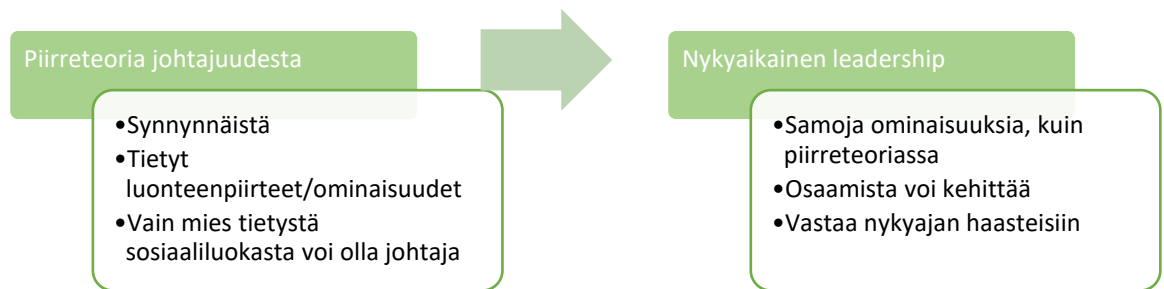 Piirreteoria johtajuudesta
•Synnynnäistä
•Tietyt
luonteenpiirteet/ominaisuudet
•Vain mies tietystä
sosiaaliluokasta voi olla johtaja
Nykyaikainen leadership
•Samoja ominaisuuksia, kuin
piirreteoriassa
•Osaamista voi kehittää
•Vastaa nykyajan haasteisiin